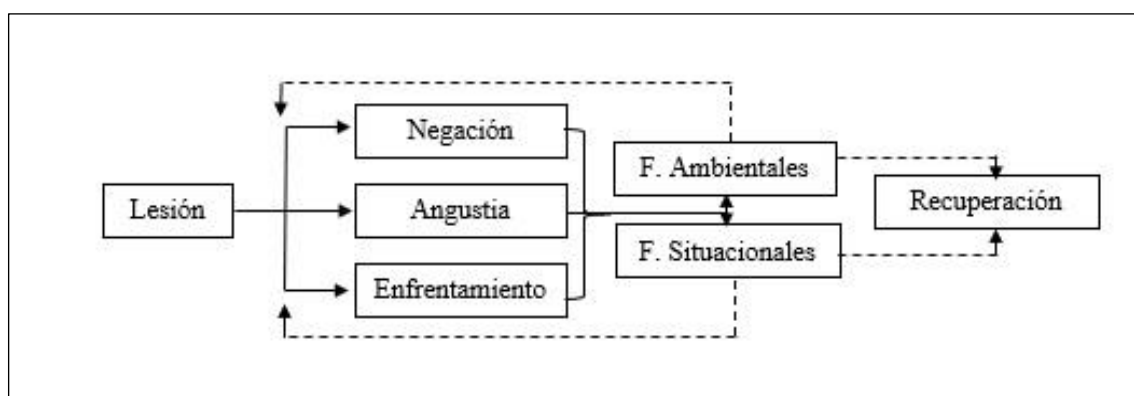 Negación
F. Ambientales
Lesión
Angustia
Recuperación
F. Situacionales
Enfrentamiento